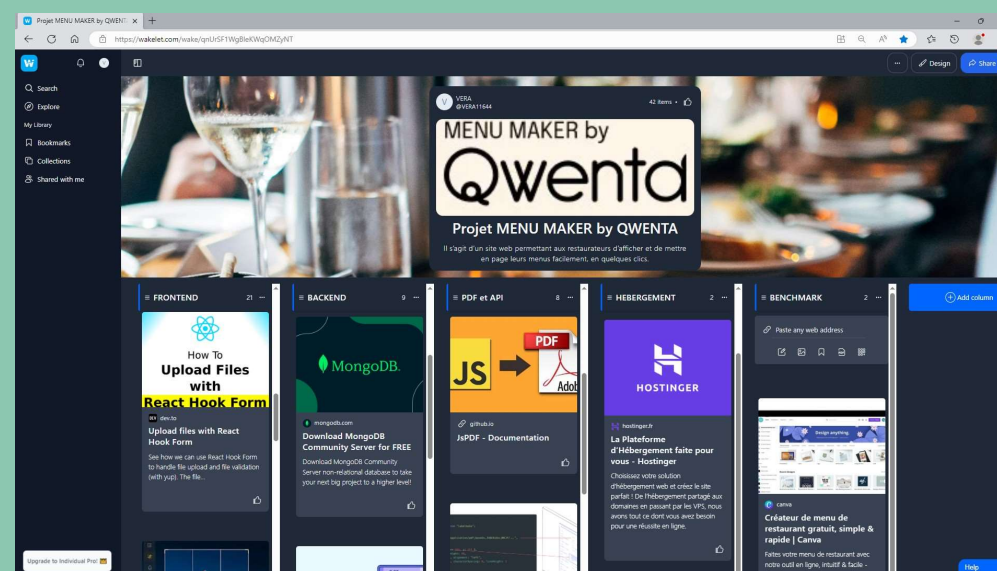 Projet MENU MAKER by QWENT
https://wakelet.com/wake/qnUrSF1WgBleKWqOMZyNT
W
Search
Explore
My Library
Bookmarks
Collections
Shared with me
Upgrade to Individual Pro!
Design
Share
V
VERA
@VERA11644
42 items •
MENU MAKER by
Qwenta
Projet MENU MAKER by QWENTA
Il s'agit d'un site web permettant aux restaurateurs d'afficher et de mettre
en page leurs menus facilement, en quelques clics.
FRONTEND 21
How To
Upload Files
with
React Hook Form
dev.to
Upload files with React
Hook Form
See how we can use React Hook Form
to handle file upload and file validation
(with yup). The file...
BACKEND 9
MongoDB.
mongodb.com
Download MongoDB
Community Server for FREE
Download MongoDB Community
Server non-relational database to take
your next big project to a higher level!
PDF et API 8
JS
PDF
Adob
github.io
JsPDF - Documentation
HEBERGEMENT 2
HOSTINGER
hostinger.fr
La Plateforme
d'Hébergement faite pour
vous - Hostinger
Choisissez votre solution
d'hébergement web et créez le site
parfait ! De l'Hébergement partagé aux
domaines en passant par les VPS, nous
avons tout ce dont vous avez besoin
pour une réussite en ligne.
BENCHMARK 2
Paste any web address
Design anything.
canva
Créateur de menu de
restaurant gratuit, simple &
rapide | Canva
Faites votre menu de restaurant avec
notre outil en ligne, intuitif & facile -
Add column
Help